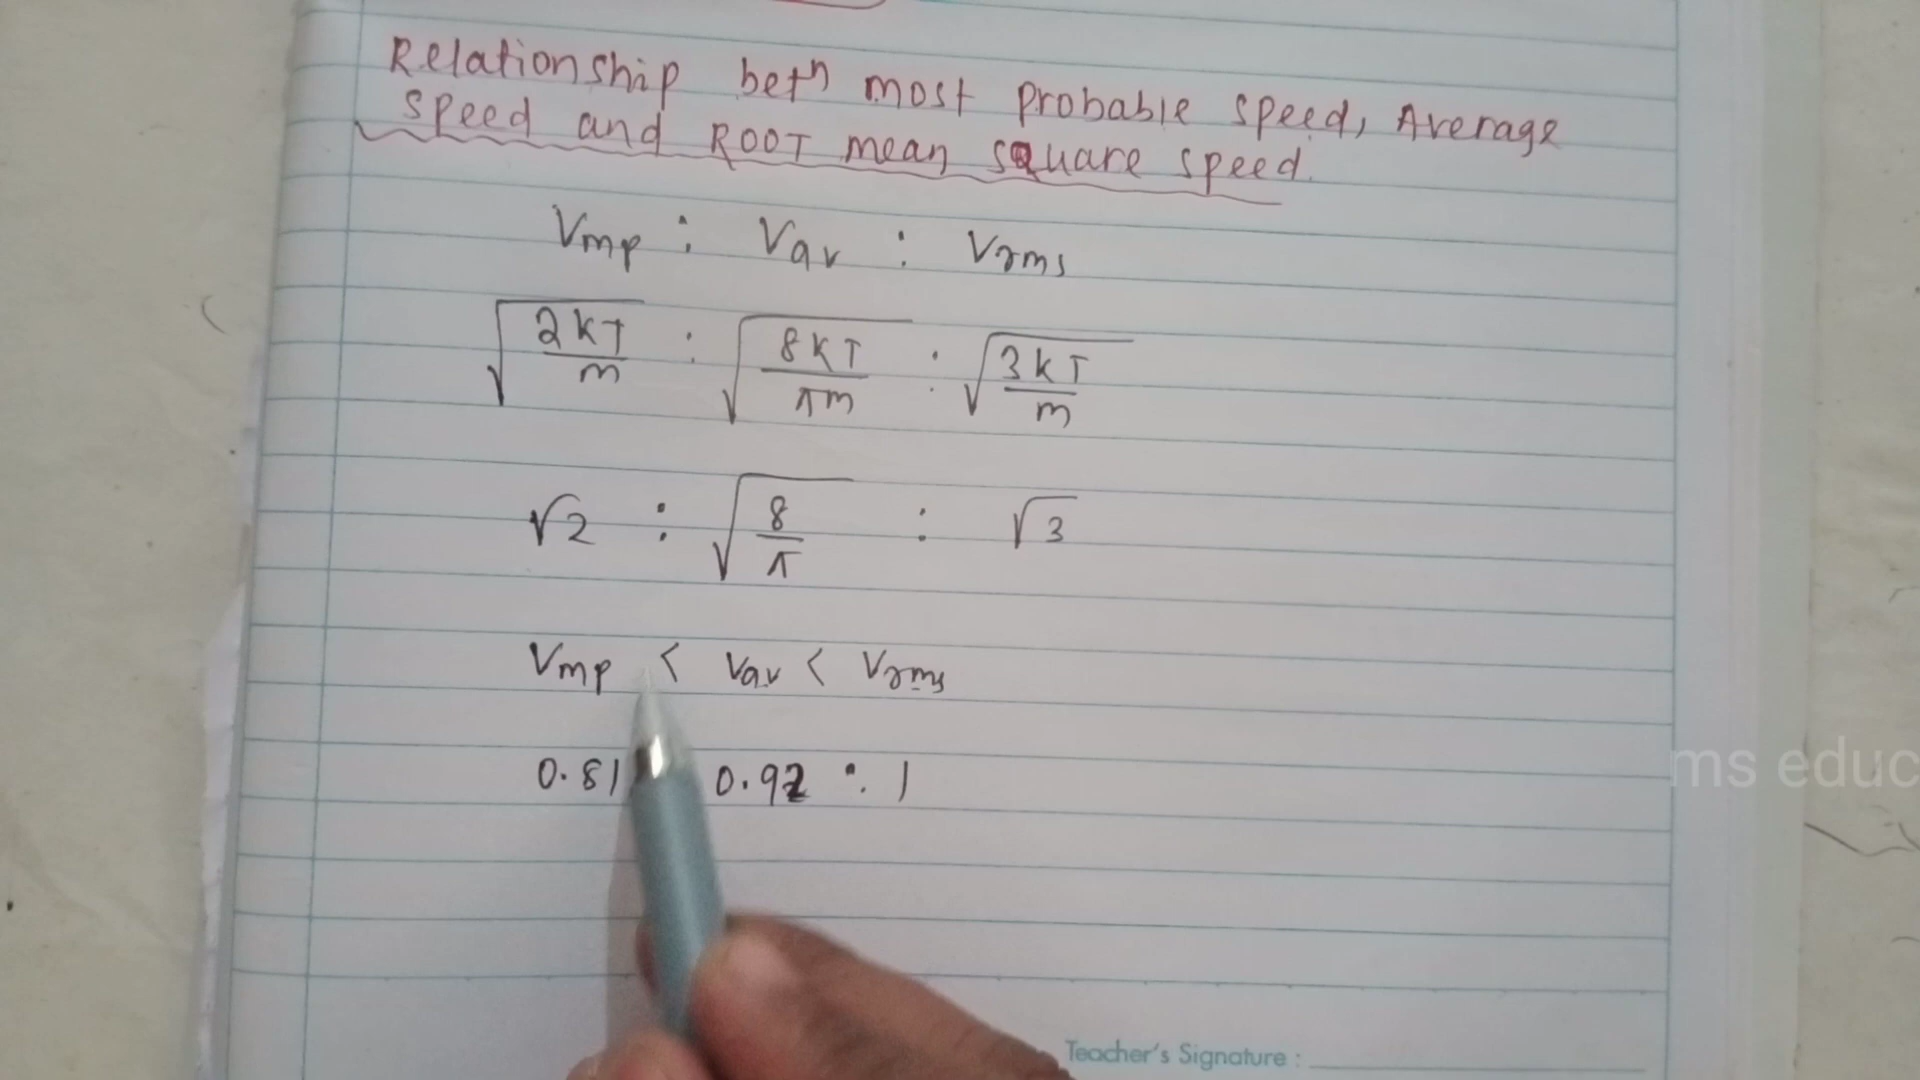 Relationship betn most probable speed, Average
speed and ROOT mean square speed.
Vmp : Vav : Vrms
√2kT/m : √8kT/πm : √3kT/m
√2 : √8/π : √3
Vmp < Vav < Vrms
0.81 0.92 : 1
ms educ
Teacher's Signature :